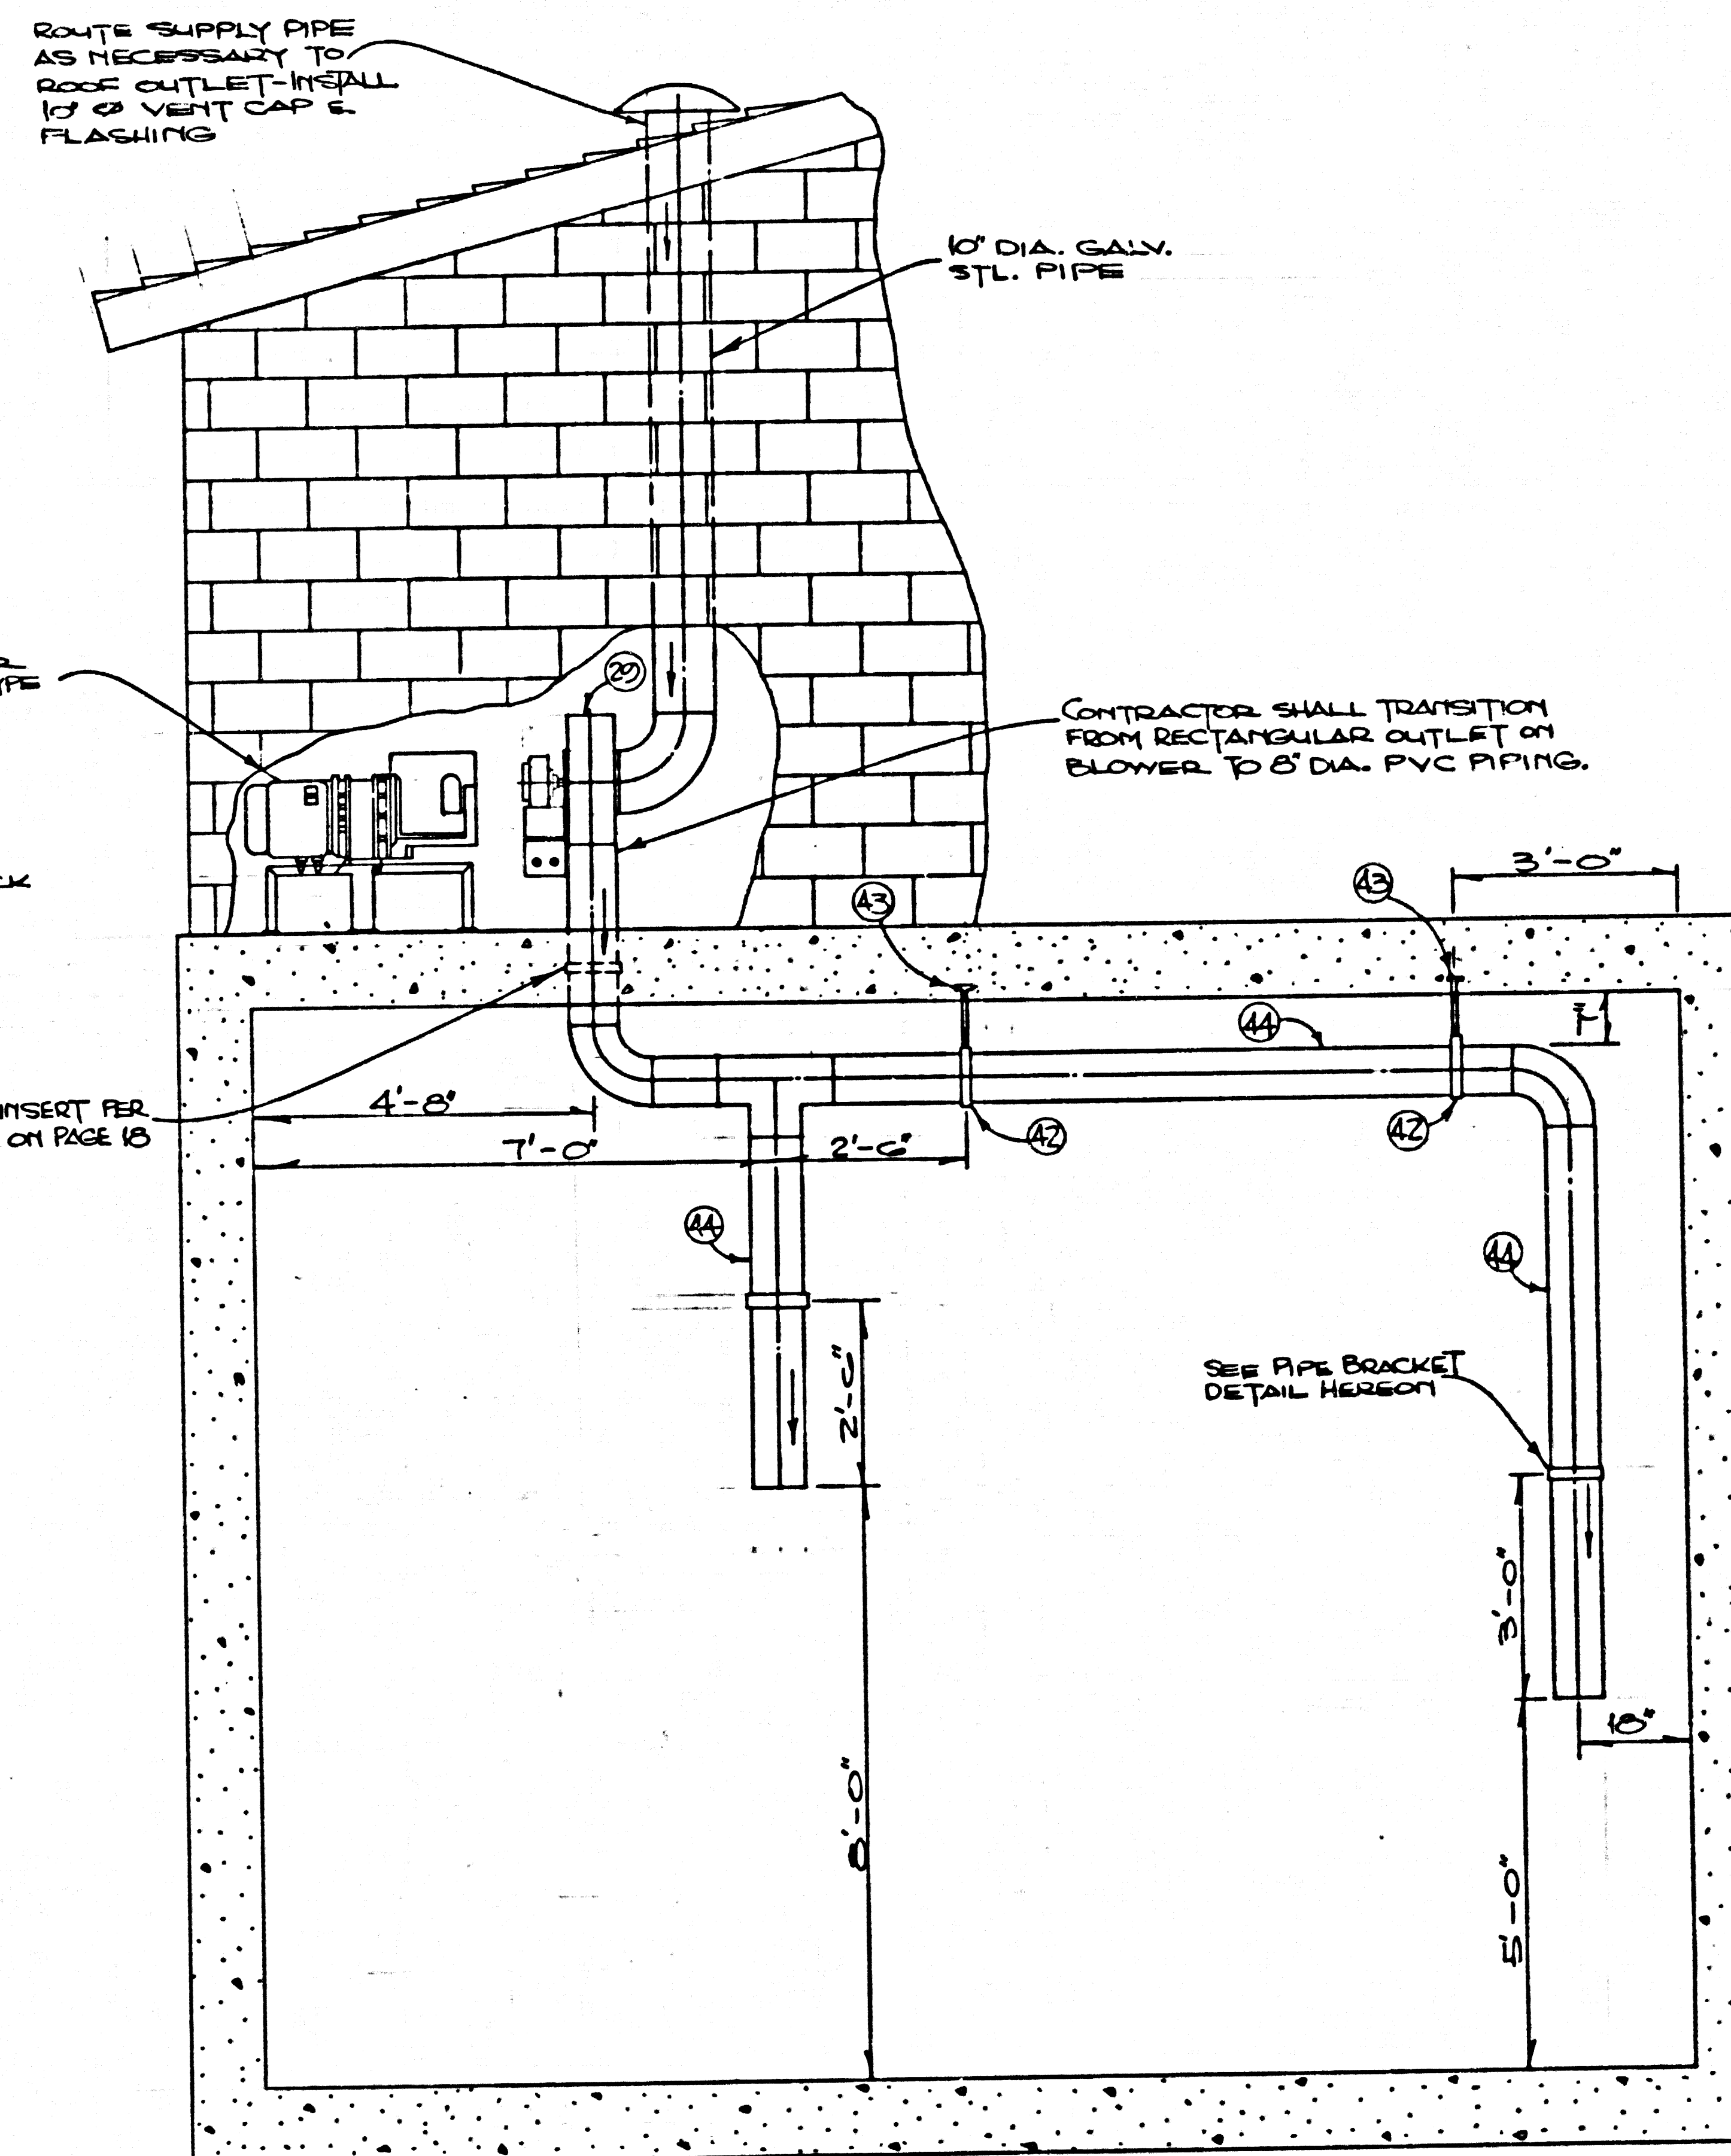 ROUTE SUPPLY PIPE
AS NECESSARY TO
ROOF OUTLET-INSTALL
10" Ø VENT CAP &
FLASHING
10" DIA. GALV.
STL. PIPE
29
CONTRACTOR SHALL TRANSITION
FROM RECTANGULAR OUTLET ON
BLOWER TO 8" DIA. PVC PIPING.
43
43
3'-0"
44
INSERT PER
ON PAGE 18
4'-8"
7'-0"
2'-6"
42
42
44
44
2'-6"
SEE PIPE BRACKET
DETAIL HEREON
3'-0"
18"
8'-0"
5'-0"